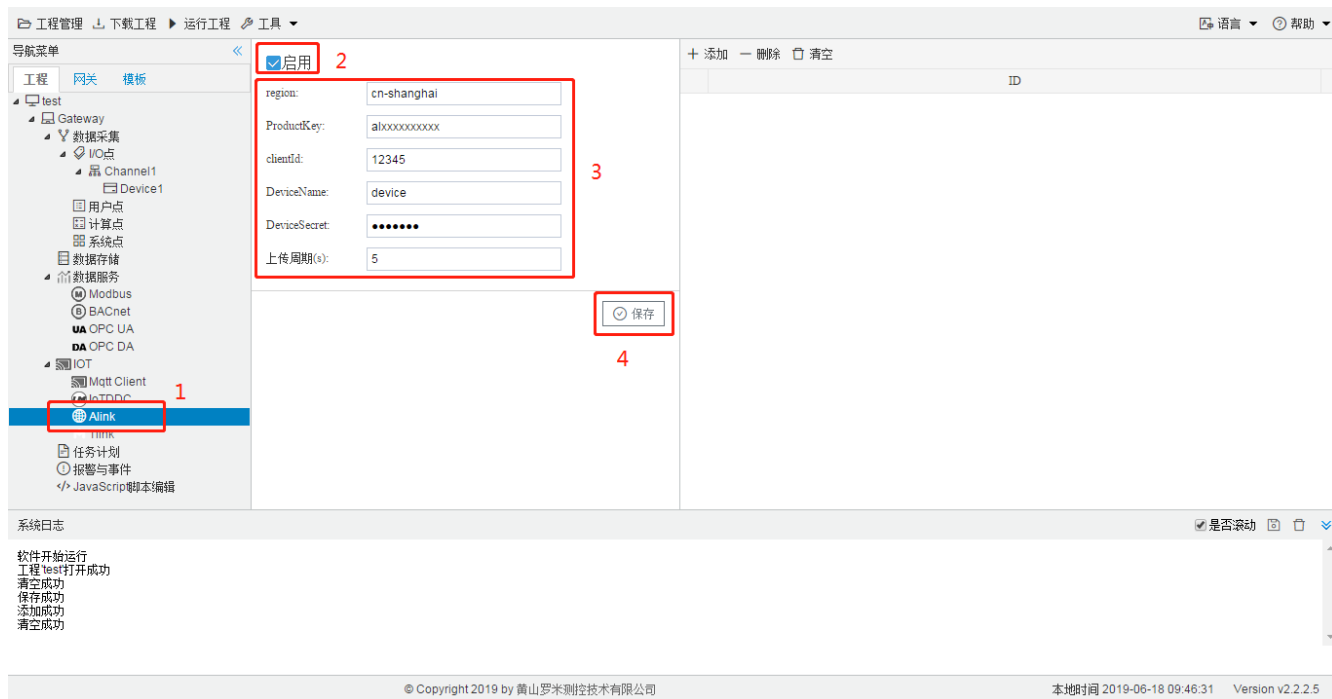 工程管理 下载工程 运行工程 工具 语言 帮助
导航菜单
工程 网关 模板
test
Gateway
数据采集
I/O点
Channel1
Device1
用户点
计算点
系统点
数据存储
数据服务
M Modbus
B BACnet
UA OPC UA
DA OPC DA
IOT
Mqtt Client
IoTDDC
Alink
任务计划
报警与事件
</> JavaScript脚本编辑
1
启用 2
region: cn-shanghai
ProductKey: alxxxxxxxxxx
clientId: 12345
DeviceName: device
DeviceSecret: •••••••
上传周期(s): 5
3
保存
4
添加 删除 清空
ID
系统日志 是否滚动
软件开始运行
工程'test'打开成功
清空成功
保存成功
添加成功
清空成功
© Copyright 2019 by 黄山罗米测控技术有限公司 本地时间 2019-06-18 09:46:31 Version v2.2.2.5